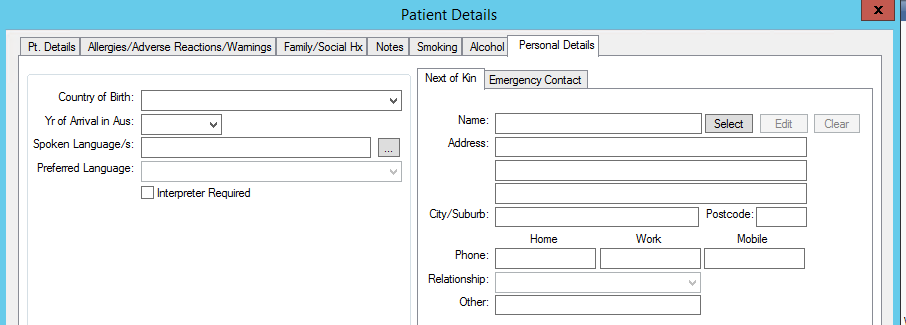 Patient Details
x
Pt. Details Allergies/Adverse Reactions/Warnings Family/Social Hx Notes Smoking Alcohol Personal Details
Country of Birth:
Yr of Arrival in Aus:
Spoken Language/s: ...
Preferred Language:
Interpreter Required
Next of Kin Emergency Contact
Name: Select Edit Clear
Address:
City/Suburb: Postcode:
Home Work Mobile
Phone:
Relationship:
Other: